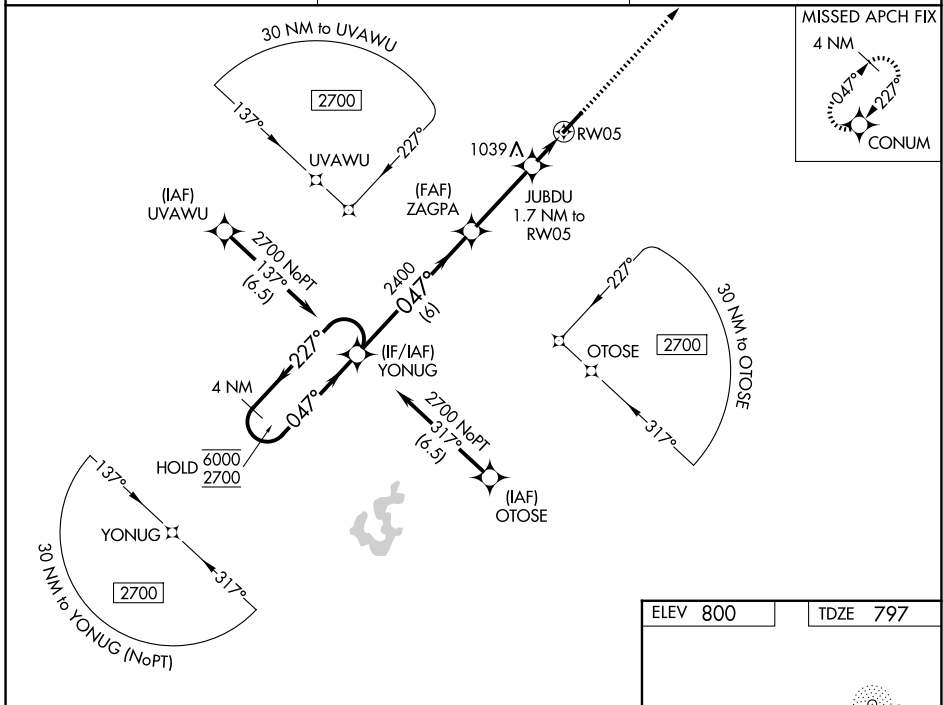 MISSED APCH FIX
4 NM
047°
227°
CONUM
30 NM to UVAWU
2700
137°
227°
UVAWU
RW05
1039
JUBDU
1.7 NM to
RW05
(FAF)
ZAGPA
(IAF)
UVAWU
2700 NoPT
137°
(6.5)
2400
047°
(6)
227°
30 NM to OTOSE
OTOSE
2700
317°
227°
(IF/IAF)
YONUG
4 NM
047°
HOLD 6000
2700
2700 NoPT
317°
(6.5)
(IAF)
OTOSE
137°
YONUG
317°
2700
30 NM to YONUG (NoPT)
ELEV 800
TDZE 797